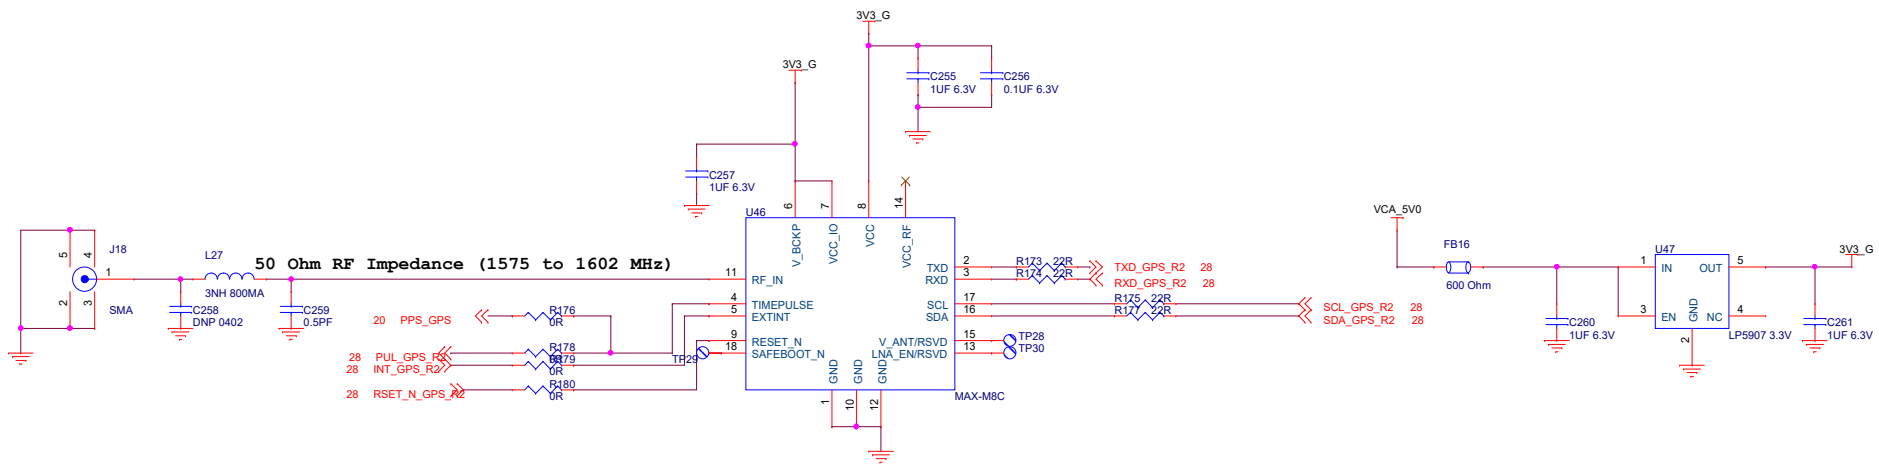 3V3_G
3V3_G
C255
1UF 6.3V
C256
0.1UF 6.3V
C257
1UF 6.3V
6
7
8
14
U46
V_BCKP
VCC_IO
VCC
VCC_RF
J18
5
4
1
2
3
SMA
L27
3NH 800MA
50 Ohm RF Impedance (1575 to 1602 MHz)
C258
DNP 0402
C259
0.5PF
11
RF_IN
4
TIMEPULSE
5
EXTINT
9
RESET_N
18
SAFEBOOT_N
20 PPS_GPS
R176
0R
28 PUL_GPS_R2
R178
0R
28 INT_GPS_R2
R179
0R
28 RSET_N_GPS_R2
R180
0R
TP29
TXD
2
R173 22R
TXD_GPS_R2 28
RXD
3
R174 22R
RXD_GPS_R2 28
SCL
17
R175 22R
SCL_GPS_R2 28
SDA
16
R177 22R
SDA_GPS_R2 28
V_ANT/RSVD
15
TP28
LNA_EN/RSVD
13
TP30
GND
GND
GND
1
10
12
MAX-M8C
VCA_5V0
FB16
600 Ohm
C260
1UF 6.3V
U47
1
IN
OUT
5
3
EN
GND
NC
4
2
LP5907 3.3V
3V3_G
C261
1UF 6.3V